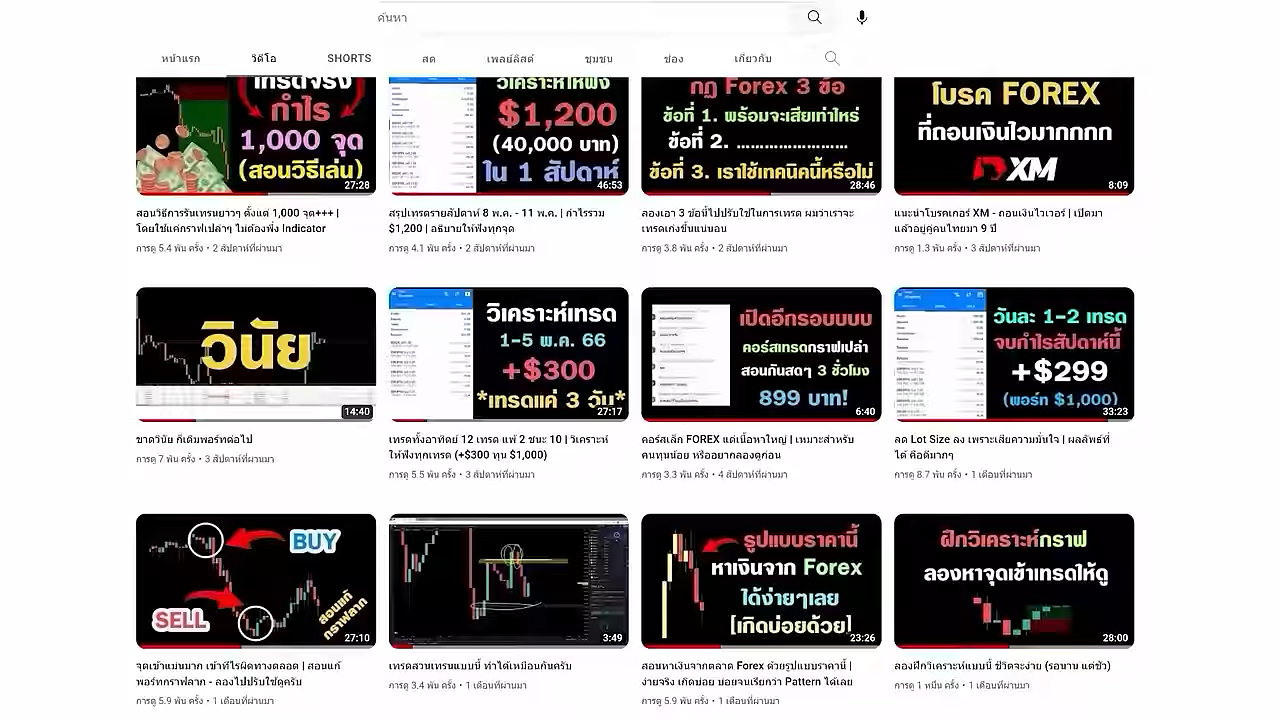 ค้นหา
หน้าแรก
วิดีโอ
SHORTS
สด
เพลย์ลิสต์
ชุมชน
ช่อง
เกี่ยวกับ
เทรดจริง
กำไร
1,000 จุด
(สอนวิธีเล่น)
27:28
สอนวิธีการรันเทรนยาวๆ ตั้งแต่ 1,000 จุด+++ |
โดยใช้แค่กราฟเปล่าๆ ไม่ต้องพึ่ง Indicator
การดู 5.4 พัน ครั้ง • 2 สัปดาห์ที่ผ่านมา
วิเคราะห์ให้ฟัง
$1,200
(40,000 บาท)
ใน 1 สัปดาห์
46:53
สรุปเทรดรายสัปดาห์ 8 พ.ค. - 11 พ.ค. | กำไรรวม
$1,200 | อธิบายให้ฟังทุกจุด
การดู 4.1 พัน ครั้ง • 2 สัปดาห์ที่ผ่านมา
กฎ Forex 3 ข้อ
ข้อที่ 1. พร้อมจะเสียเท่าไหร่
ข้อที่ 2. ......................
ข้อที่ 3. เราใช้เทคนิคนี้หรือไม่
28:46
ลองเอา 3 ข้อนี้ไปปรับใช้ในการเทรด ผมว่าเราจะ
เทรดเก่งขึ้นแน่นอน
การดู 3.8 พัน ครั้ง • 2 สัปดาห์ที่ผ่านมา
โบรค FOREX
ที่ถอนเงินไวมากกกก
XM
8:09
แนะนำโบรคเกอร์ XM - ถอนเงินไวเวอร์ | เปิดมา
แล้วอยู่คู่คนไทยมา 9 ปี
การดู 1.3 พัน ครั้ง • 3 สัปดาห์ที่ผ่านมา
วินัย
14:40
ขาดวินัย ก็เติมพอร์ทต่อไป
การดู 7 พัน ครั้ง • 3 สัปดาห์ที่ผ่านมา
วิเคราะห์เทรด
1-5 พ.ค. 66
+$300
*เทรดแค่ 3 วัน*
27:17
เทรดทั้งอาทิตย์ 12 เทรด แพ้ 2 ชนะ 10 | วิเคราะห์
ให้ฟังทุกเทรด (+$300 ทุน $1,000)
การดู 5.5 พัน ครั้ง • 3 สัปดาห์ที่ผ่านมา
เปิดอีกรอบบบบ
คอร์สเทรดกราฟเปล่า
สอนกันสดๆ 3 ชั่วโมง
899 บาท!
6:40
คอร์สเล็ก FOREX แต่เนื้อหาใหญ่ | เหมาะสำหรับ
คนทุนน้อย หรืออยากลองดูก่อน
การดู 3.3 พัน ครั้ง • 4 สัปดาห์ที่ผ่านมา
วันละ 1-2 เทรด
จบกำไรสัปดาห์นี้
+$299
(พอร์ท $1,000)
33:23
ลด Lot Size ลง เพราะเสียความมั่นใจ | ผลลัพธ์ที่
ได้ คือดีมากๆ
การดู 8.7 พัน ครั้ง • 1 เดือนที่ผ่านมา
BUY
SELL
สอนแก้
กราฟลาก
27:10
จุดเข้าแม่นมาก เข้าทีไรผิดทางตลอด | สอนแก้
พอร์ทกราฟลาก - ลองไปปรับใช้ดูครับ
การดู 5.9 พัน ครั้ง • 1 เดือนที่ผ่านมา
3:49
เทรดสวนเทรนแบบนี้ ทำได้เหมือนกันครับ
การดู 3.4 พัน ครั้ง • 1 เดือนที่ผ่านมา
รูปแบบราคานี้
หาเงินจาก Forex
ได้ง่ายๆเลย
[เกิดบ่อยด้วย]
23:26
สอนหาเงินจากตลาด Forex ด้วยรูปแบบราคานี้ |
ง่ายจริง เกิดบ่อย บ่อยจนเรียกว่า Pattern ได้เลย
การดู 5.9 พัน ครั้ง • 1 เดือนที่ผ่านมา
ฝึกวิเคราะห์กราฟ
ลองหาจุดเข้าเทรดให้ดู
28:00
ลองฝึกวิเคราะห์แบบนี้ ชีวิตจะง่าย (รอนาน แต่ชัว)
การดู 1 หมื่น ครั้ง • 1 เดือนที่ผ่านมา